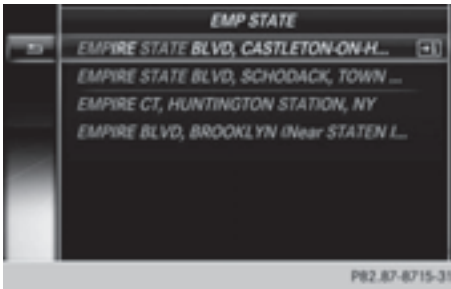 EMP STATE
EMPIRE STATE BLVD, CASTLETON-ON-H...
EMPIRE STATE BLVD, SCHODACK, TOWN ...
EMPIRE CT, HUNTINGTON STATION, NY
EMPIRE BLVD, BROOKLYN (Near STATEN I...
P82.87-8715-31